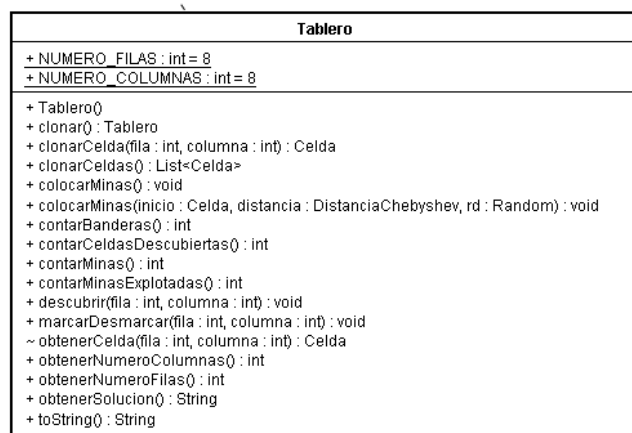 Tablero
+ NUMERO_FILAS : int = 8
+ NUMERO_COLUMNAS : int = 8
+ Tablero()
+ clonar() : Tablero
+ clonarCelda(fila : int, columna : int) : Celda
+ clonarCeldas() : List<Celda>
+ colocarMinas() : void
+ colocarMinas(inicio : Celda, distancia : DistanciaChebyshev, rd : Random) : void
+ contarBanderas() : int
+ contarCeldasDescubiertas() : int
+ contarMinas() : int
+ contarMinasExplotadas() : int
+ descubrir(fila : int, columna : int) : void
+ marcarDesmarcar(fila : int, columna : int) : void
~ obtenerCelda(fila : int, columna : int) : Celda
+ obtenerNumeroColumnas() : int
+ obtenerNumeroFilas() : int
+ obtenerSolucion() : String
+ toString() : String